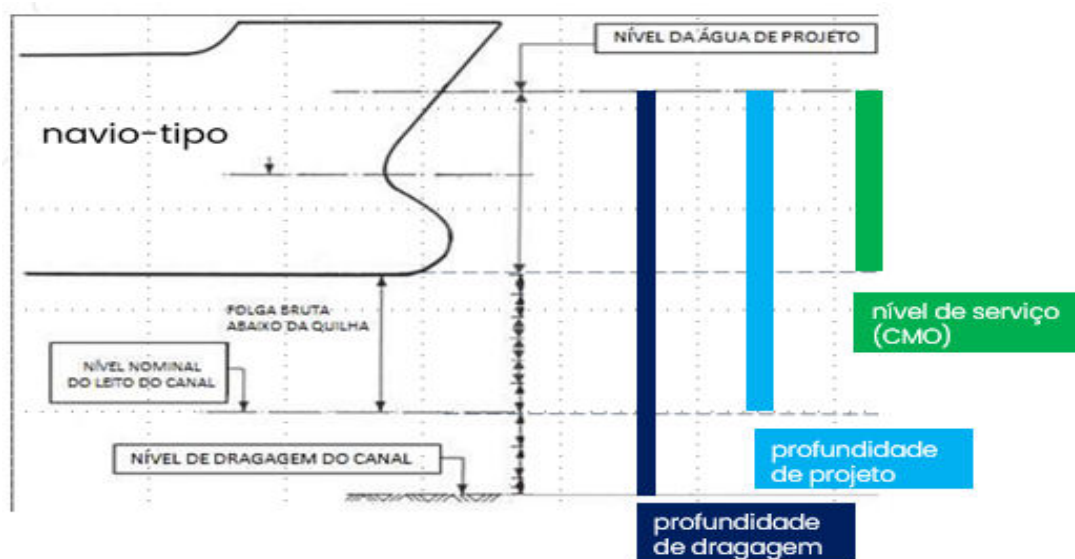 NÍVEL DA ÁGUA DE PROJETO
navio-tipo
FOLGA BRUTA
ABAIXO DA QUILHA
nível de serviço
(CMO)
NÍVEL NOMINAL
DO LEITO DO CANAL
NÍVEL DE DRAGAGEM DO CANAL
profundidade
de projeto
profundidade
de dragagem